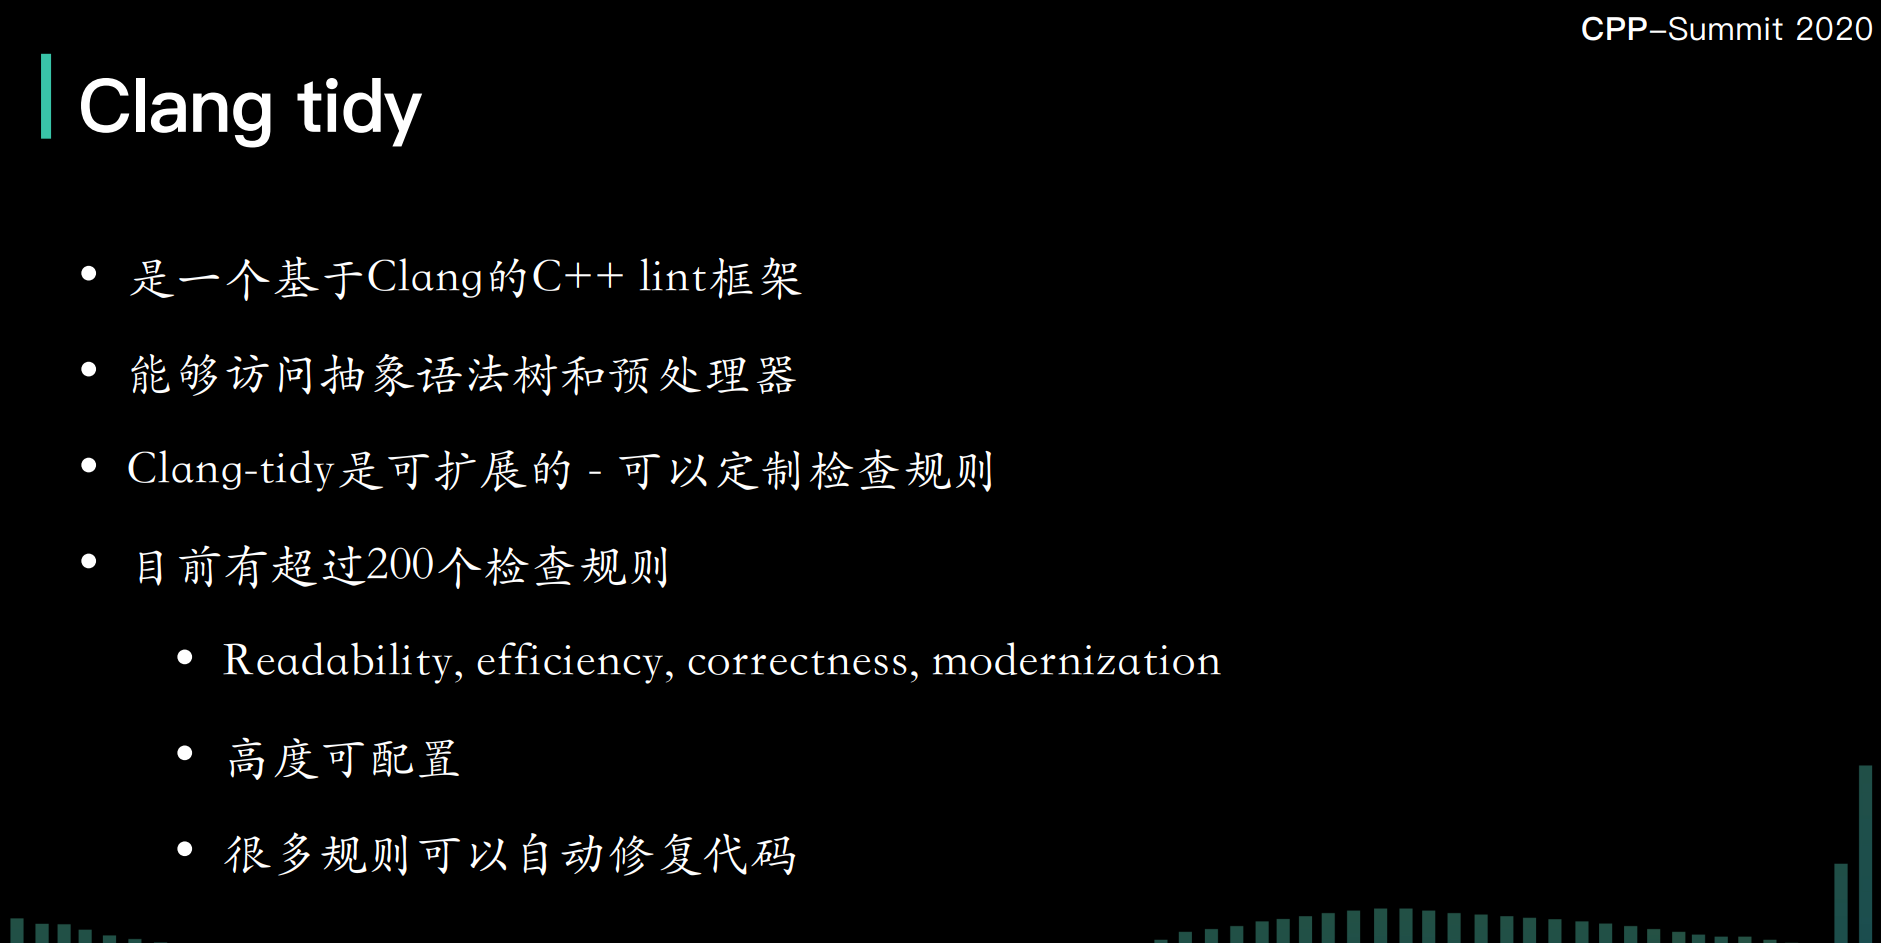 CPP–Summit 2020
Clang tidy
• 是一个基于Clang的C++ lint框架
• 能够访问抽象语法树和预处理器
• Clang-tidy是可扩展的 - 可以定制检查规则
• 目前有超过200个检查规则
• Readability, efficiency, correctness, modernization
• 高度可配置
• 很多规则可以自动修复代码